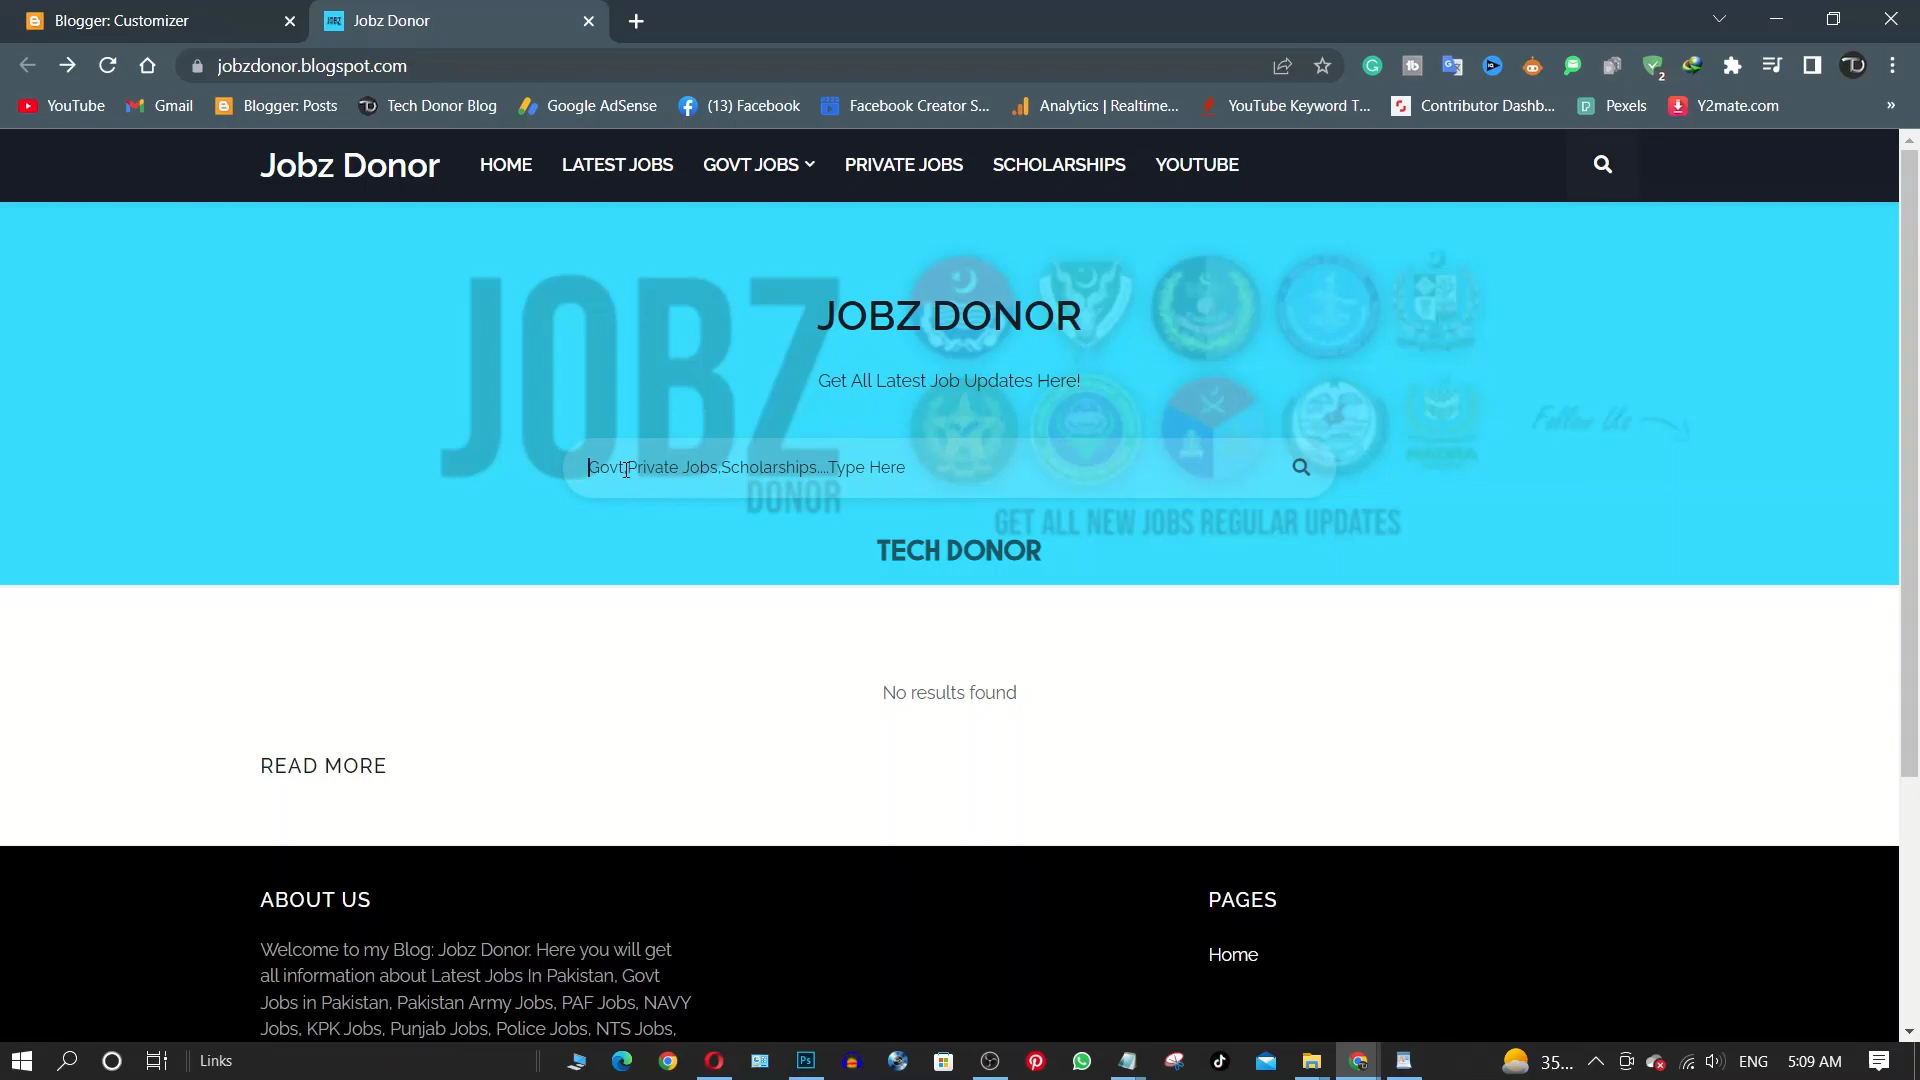 Blogger: Customizer
Jobz Donor
jobzdonor.blogspot.com
2
YouTube
Gmail
Blogger: Posts
Tech Donor Blog
Google AdSense
(13) Facebook
Facebook Creator S...
Analytics | Realtime...
YouTube Keyword T...
Contributor Dashb...
Pexels
Y2mate.com
»
Jobz Donor
HOME
LATEST JOBS
GOVT JOBS
PRIVATE JOBS
SCHOLARSHIPS
YOUTUBE
JOBZ
DONOR
JOBZ DONOR
Get All Latest Job Updates Here!
Follow Us
Govt,Private Jobs,Scholarships....Type Here
GET ALL NEW JOBS REGULAR UPDATES
TECH DONOR
No results found
READ MORE
ABOUT US
Welcome to my Blog: Jobz Donor. Here you will get
all information about Latest Jobs In Pakistan, Govt
Jobs in Pakistan, Pakistan Army Jobs, PAF Jobs, NAVY
Jobs, KPK Jobs, Punjab Jobs, Police Jobs, NTS Jobs,
PAGES
Home
Links
35...
ENG
5:09 AM